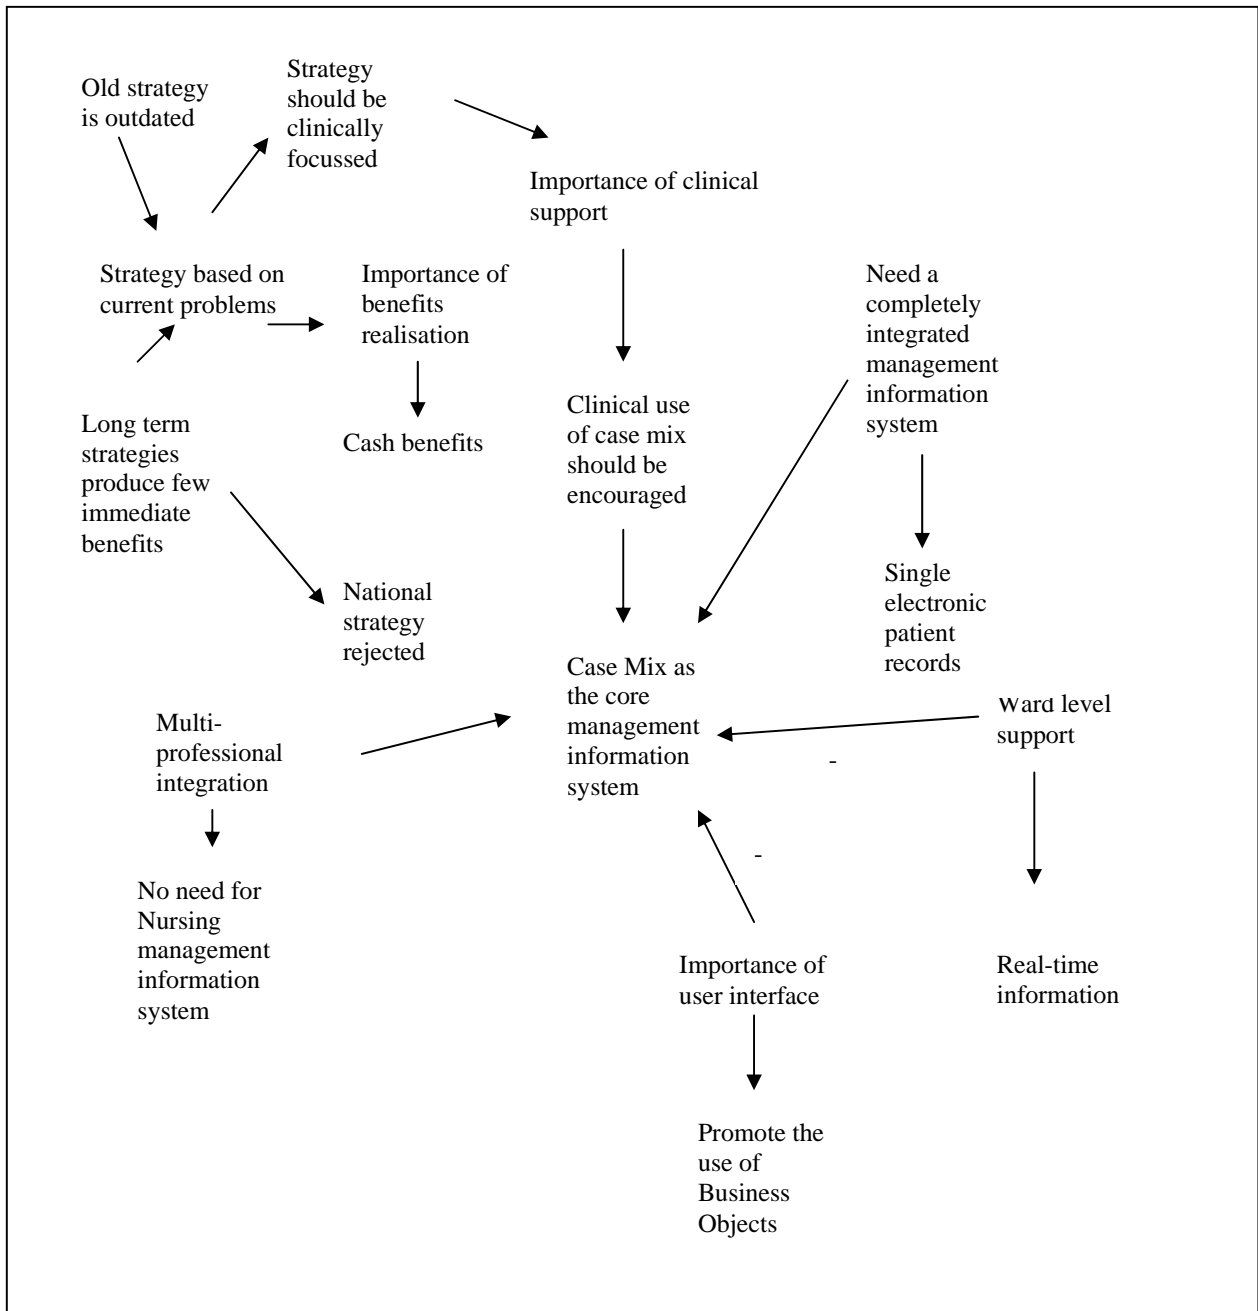 Old strategy
is outdated
Strategy
should be
clinically
focussed
Importance of clinical
support
Strategy based on
current problems
Importance of
benefits
realisation
Need a
completely
integrated
management
information
system
Long term
strategies
produce few
immediate
benefits
Cash benefits
Clinical use
of case mix
should be
encouraged
National
strategy
rejected
Single
electronic
patient
records
Case Mix as
the core
management
information
system
Multi-
professional
integration
Ward level
support
-
-
No need for
Nursing
management
information
system
Importance of
user interface
Real-time
information
Promote the
use of
Business
Objects